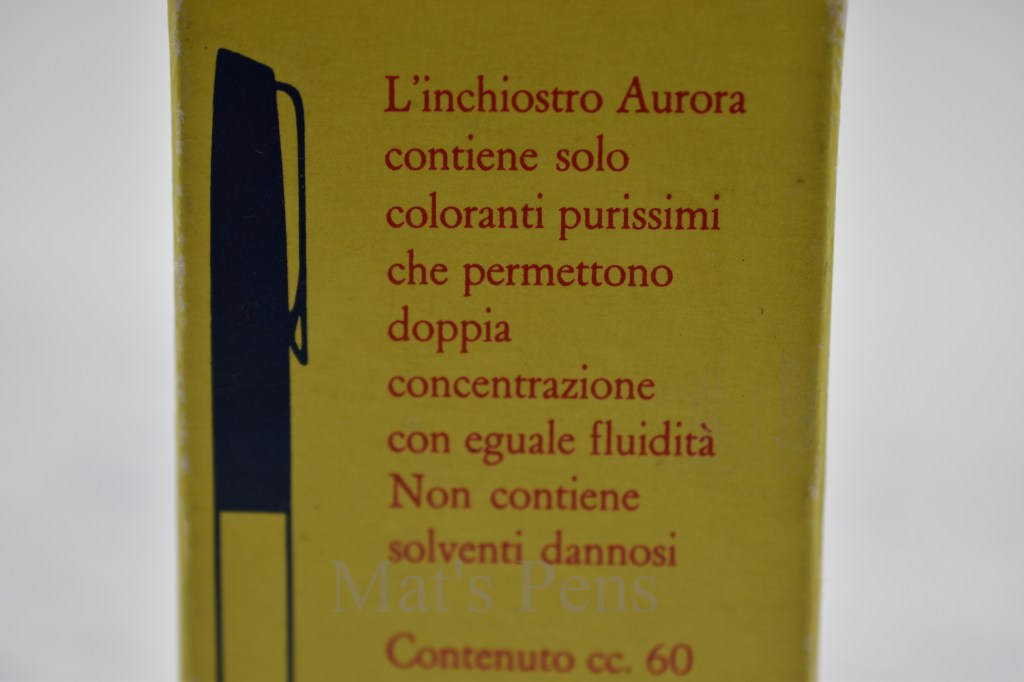 L'inchiostro Aurora
contiene solo
coloranti purissimi
che permettono
doppia
concentrazione
con eguale fluidità
Non contiene
solventi dannosi
Mat's Pens
Contenuto cc. 60